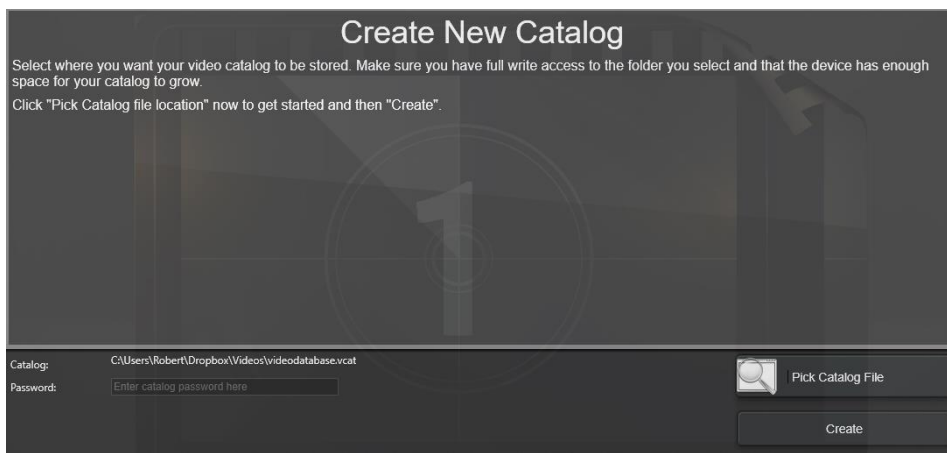 Create New Catalog
Select where you want your video catalog to be stored. Make sure you have full write access to the folder you select and that the device has enough
space for your catalog to grow.
Click "Pick Catalog file location" now to get started and then "Create".
1
Catalog:
C:\Users\Robert\Dropbox\Videos\videodatabase.vcat
Password:
Enter catalog password here
Pick Catalog File
Create